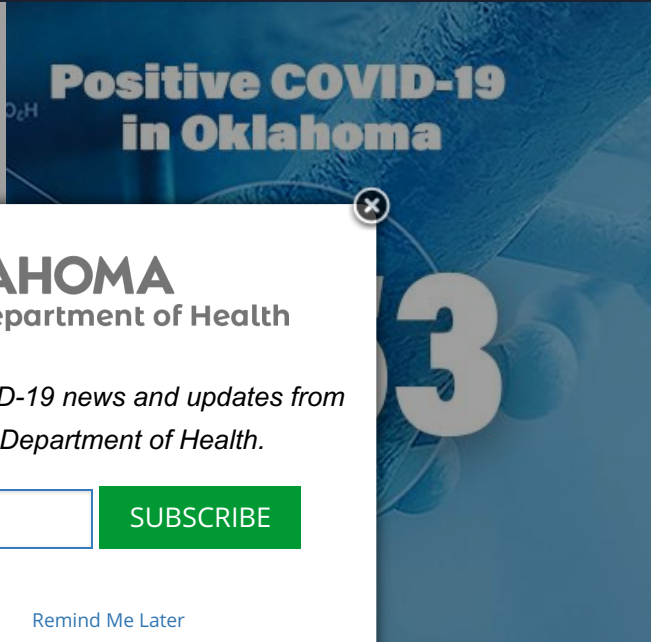 Positive COVID-19
in Oklahoma
3
AHOMA
epartment of Health
D-19 news and updates from
Department of Health.
SUBSCRIBE
Remind Me Later